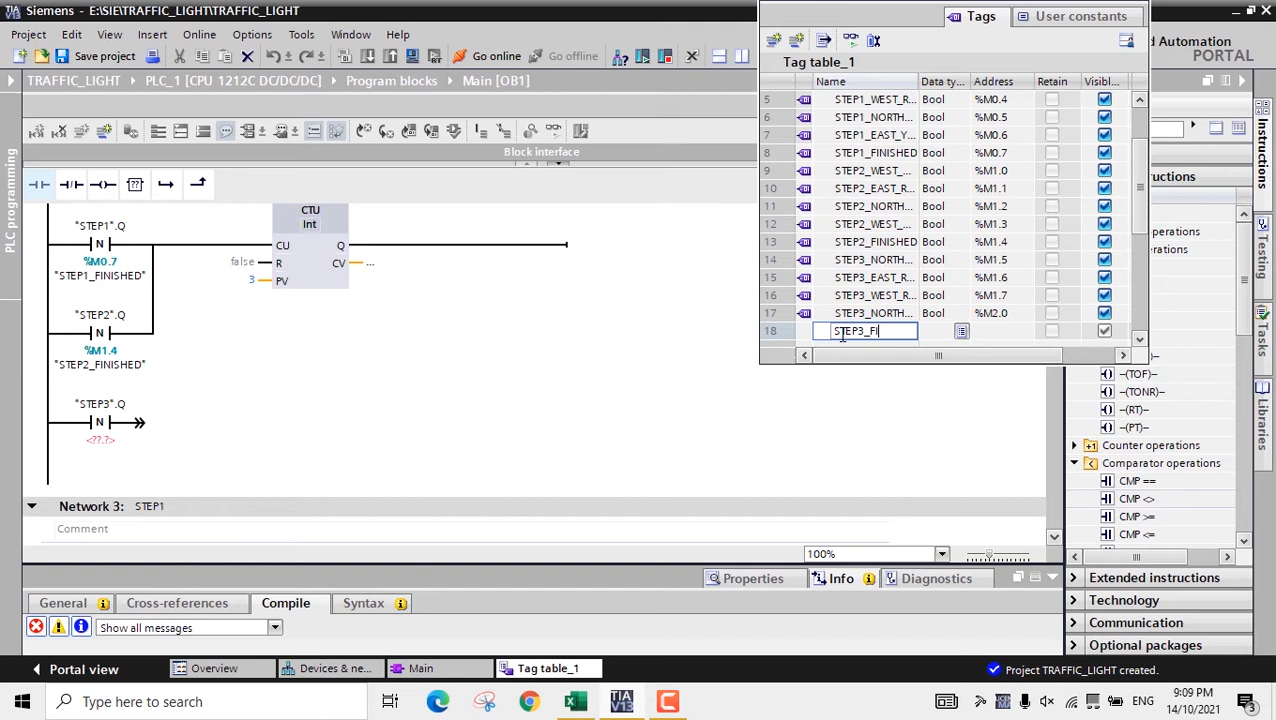 Siemens - E:\SIE\TRAFFIC_LIGHT\TRAFFIC_LIGHT
Project Edit View Insert Online Options Tools Window Help
Automation
PORTAL
Save project Go online Go offline
TRAFFIC_LIGHT PLC_1 [CPU 1212C DC/DC/DC] Program blocks Main [OB1]
Block interface
PLC programming
"STEP1".Q
N
%M0.7
"STEP1_FINISHED"
CTU
Int
CU Q
false R CV ...
3 PV
"STEP2".Q
N
%M1.4
"STEP2_FINISHED"
"STEP3".Q
N
<??.?>
Network 3: STEP1
Comment
100%
Tags User constants
Tag table_1
Name Data ty... Address Retain Visibl...
5 STEP1_WEST_R... Bool %M0.4
6 STEP1_NORTH... Bool %M0.5
7 STEP1_EAST_Y... Bool %M0.6
8 STEP1_FINISHED Bool %M0.7
9 STEP2_WEST_... Bool %M1.0
10 STEP2_EAST_R... Bool %M1.1
11 STEP2_NORTH... Bool %M1.2
12 STEP2_WEST_... Bool %M1.3
13 STEP2_FINISHED Bool %M1.4
14 STEP3_NORTH... Bool %M1.5
15 STEP3_EAST_R... Bool %M1.6
16 STEP3_WEST_R... Bool %M1.7
17 STEP3_NORTH... Bool %M2.0
18 STEP3_FI
-(TOF)-
-(TONR)-
-(RT)-
-(PT)-
Counter operations
Comparator operations
CMP ==
CMP <>
CMP >=
CMP <=
Extended instructions
Technology
Communication
Optional packages
Testing
Tasks
Libraries
Properties Info Diagnostics
General Cross-references Compile Syntax
Show all messages
Portal view Overview Devices & ne... Main Tag table_1
Project TRAFFIC_LIGHT created.
Type here to search
ENG
9:09 PM
14/10/2021
3